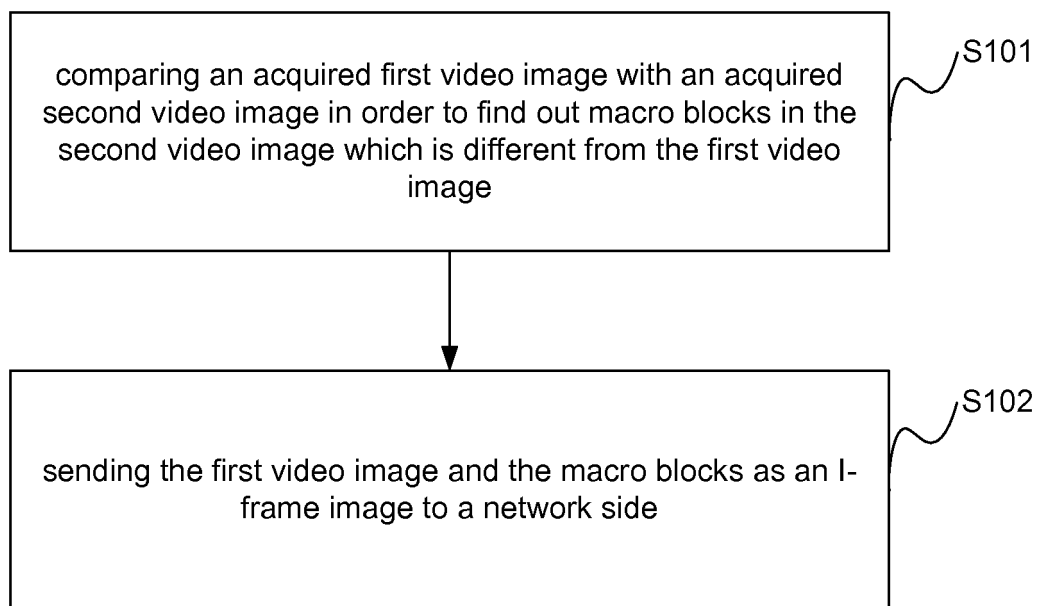 comparing an acquired first video image with an acquired
second video image in order to find out macro blocks in the
second video image which is different from the first video
image
S101
sending the first video image and the macro blocks as an I-
frame image to a network side
S102